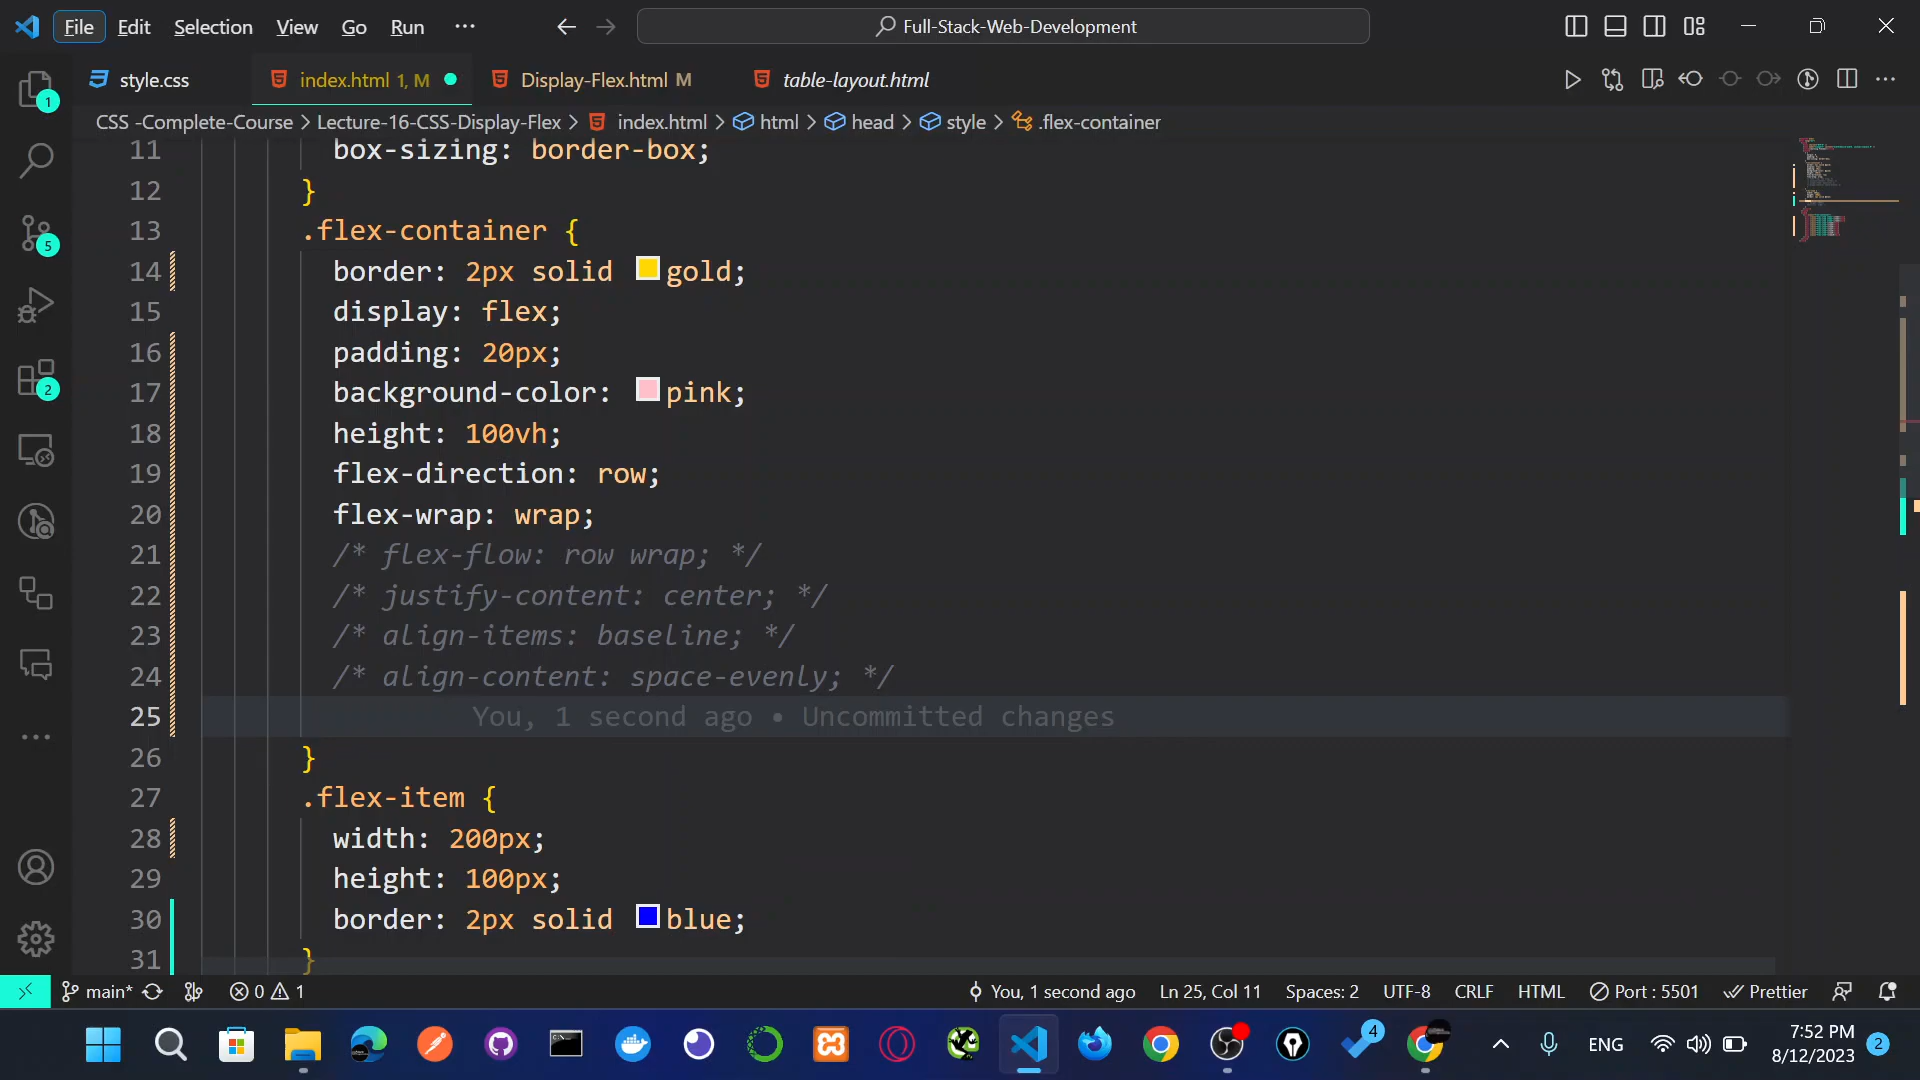 File Edit Selection View Go Run ··· Full-Stack-Web-Development
style.css index.html 1, M Display-Flex.html M table-layout.html
CSS -Complete-Course > Lecture-16-CSS-Display-Flex > index.html > html > head > style > .flex-container
11 box-sizing: border-box;
12 }
13 .flex-container {
14 border: 2px solid gold;
15 display: flex;
16 padding: 20px;
17 background-color: pink;
18 height: 100vh;
19 flex-direction: row;
20 flex-wrap: wrap;
21 /* flex-flow: row wrap; */
22 /* justify-content: center; */
23 /* align-items: baseline; */
24 /* align-content: space-evenly; */
25 You, 1 second ago • Uncommitted changes
26 }
27 .flex-item {
28 width: 200px;
29 height: 100px;
30 border: 2px solid blue;
31 }
1
5
2
main* 0 1 You, 1 second ago Ln 25, Col 11 Spaces: 2 UTF-8 CRLF HTML Port : 5501 Prettier
4 ENG 7:52 PM 2
8/12/2023